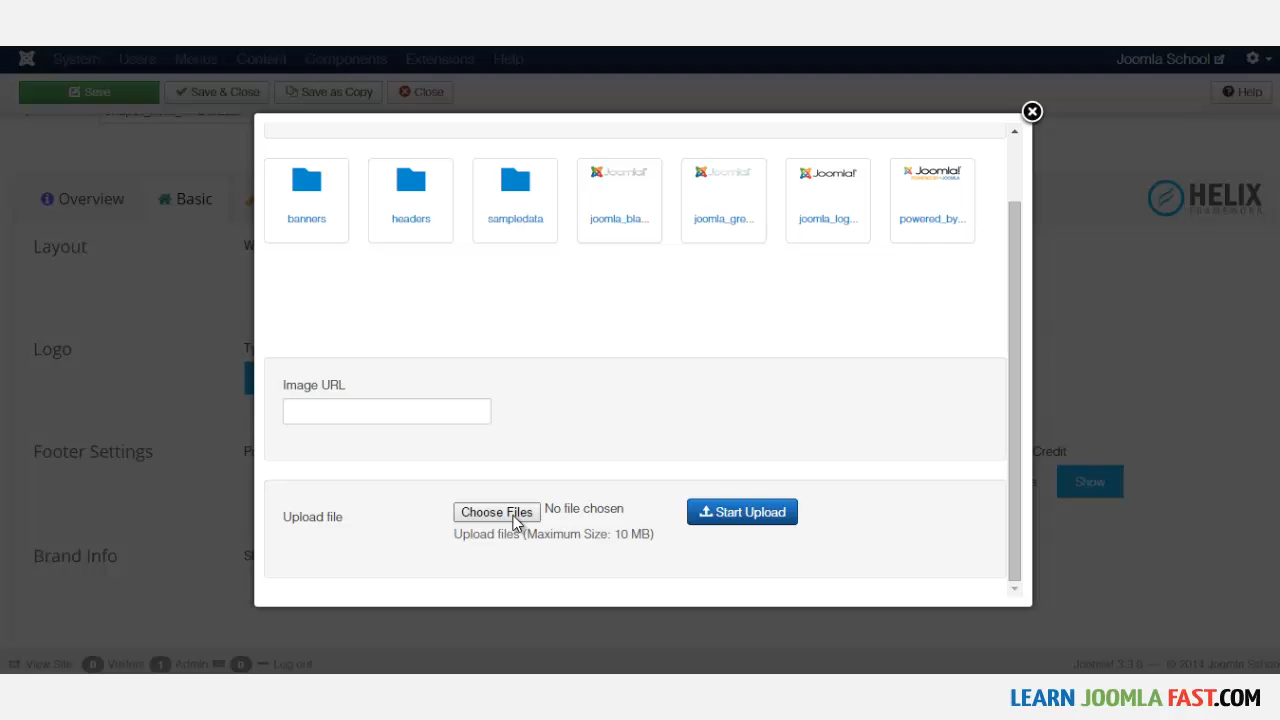 System Users Menus Content Components Extensions Help Joomla School
Save Save & Close Save as Copy Close Help
Overview Basic
HELIX
FRAMEWORK
banners headers sampledata joomla_bla... joomla_gre... joomla_log... powered_by...
Layout
Logo
Image URL
Footer Settings
Credit
Show
Upload file Choose Files No file chosen Start Upload
Upload files (Maximum Size: 10 MB)
Brand Info
View Site 0 Visitors 1 Admin 0 Log out
Joomla! 3.3.6 — © 2014 Joomla School
LEARN JOOMLA FAST.COM